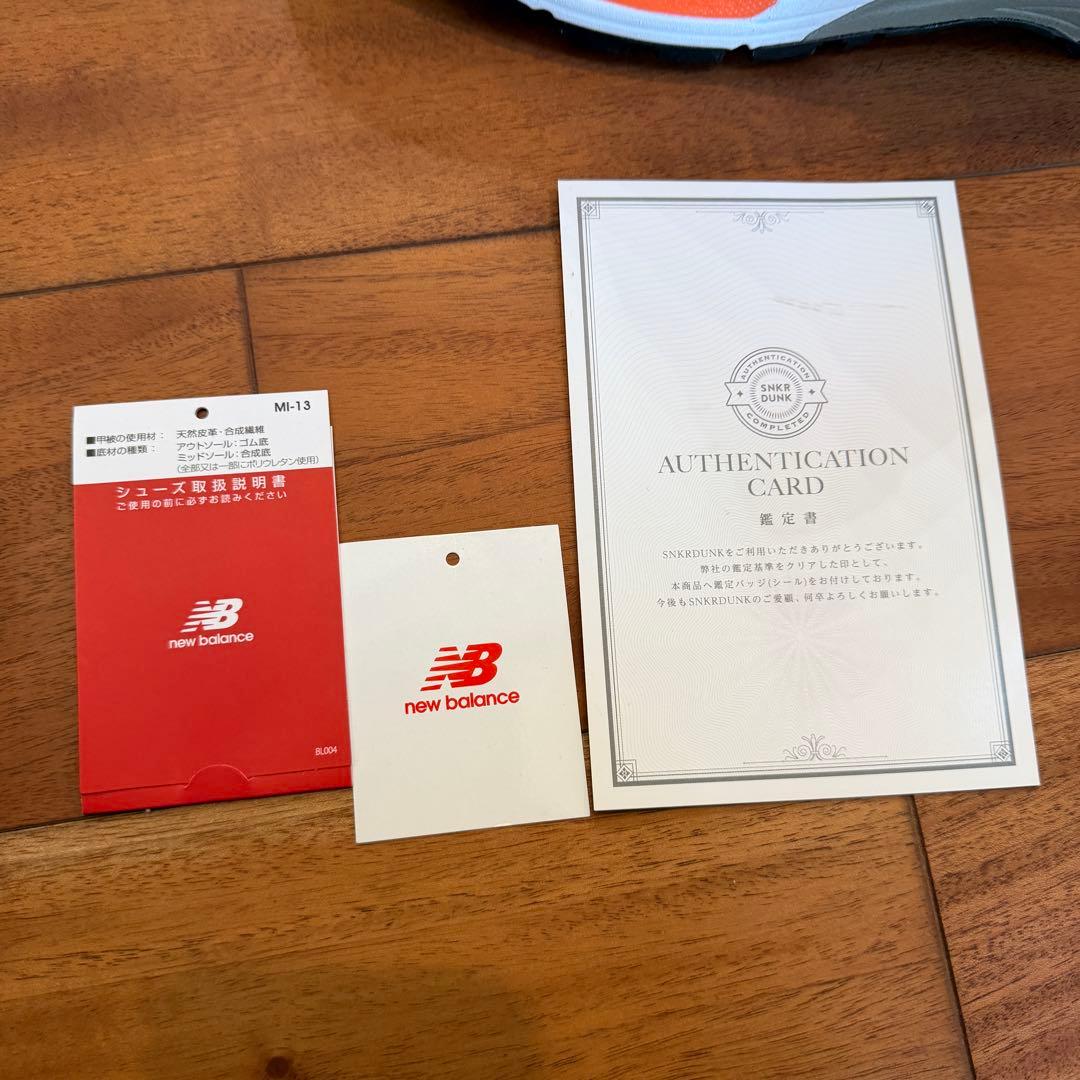 MI-13
■甲被の使用材： 天然皮革・合成繊維
■底材の種類： アウトソール：ゴム底
ミッドソール：合成底
(全部又は一部にポリウレタン使用)
シューズ取扱説明書
ご使用の前に必ずお読みください
NB
new balance
BL004
NB
new balance
AUTHENTICATION
SNKR
DUNK
COMPLETED
AUTHENTICATION
CARD
鑑定書
SNKRDUNKをご利用いただきありがとうございます。
弊社の鑑定基準をクリアした印として、
本商品へ鑑定バッジ(シール)をお付けしております。
今後もSNKRDUNKのご愛顧、何卒よろしくお願いします。